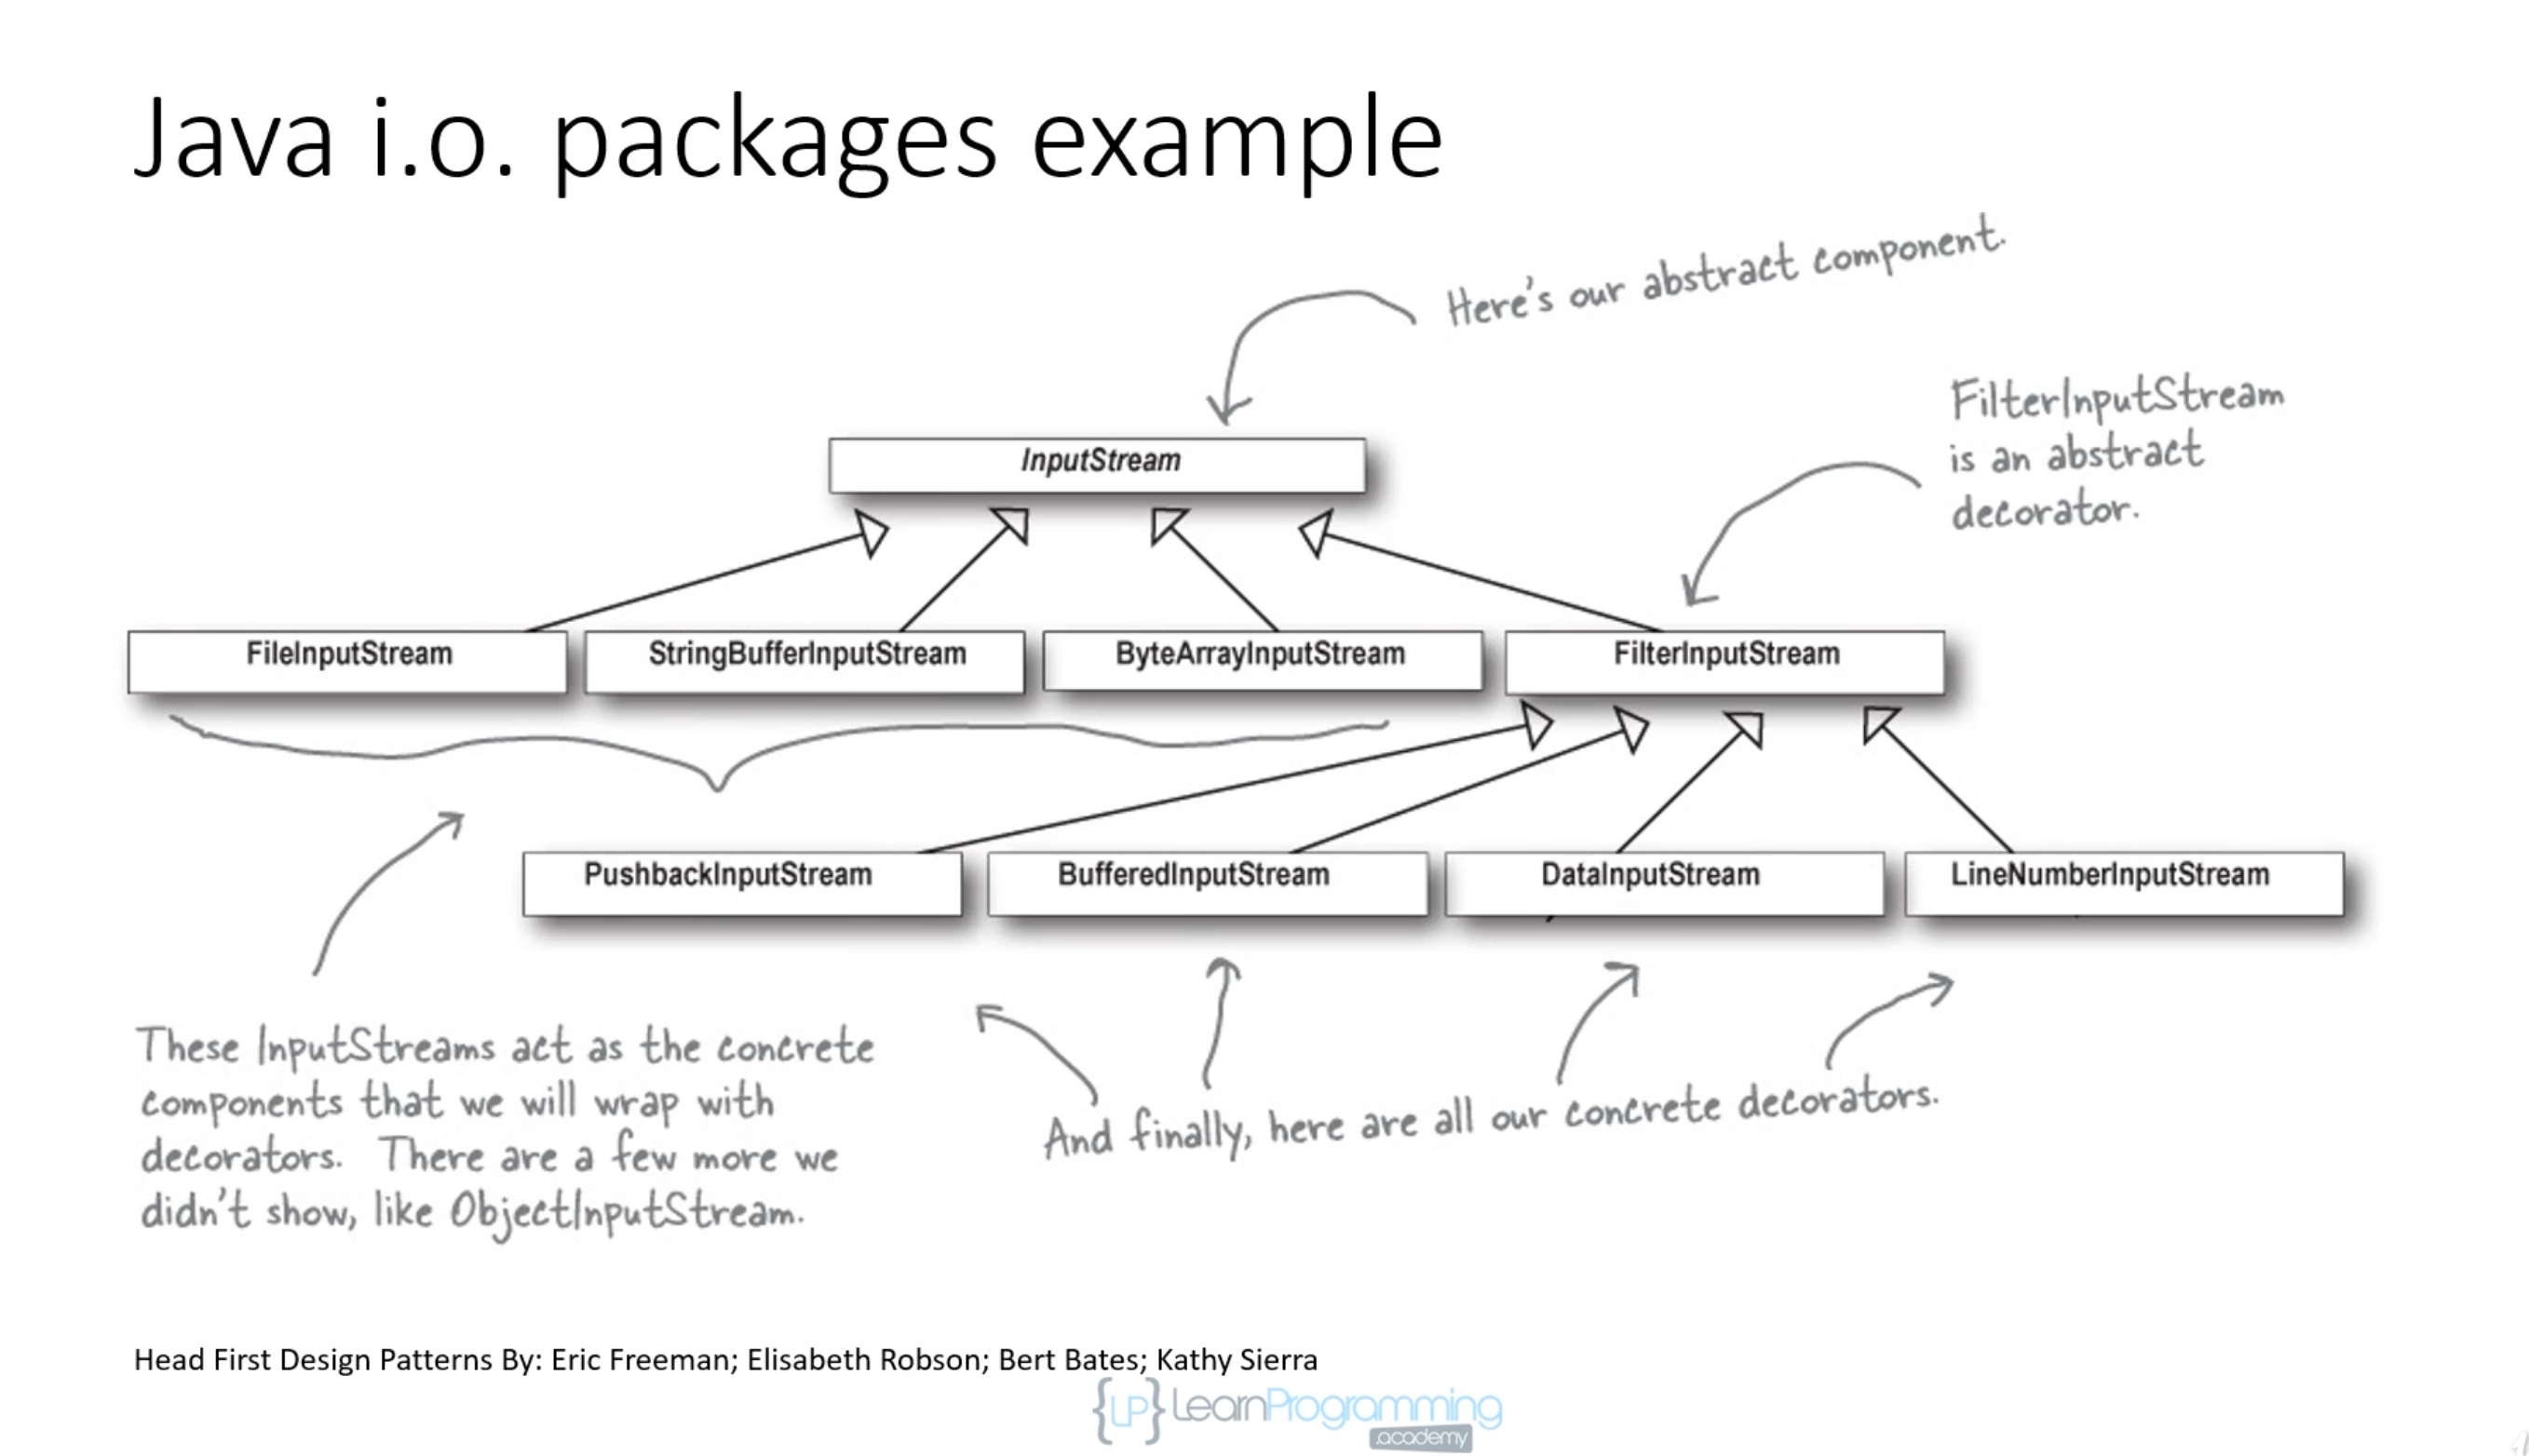 Java i.o. packages example
Here's our abstract component.
FilterInputStream
is an abstract
decorator.
InputStream
FileInputStream
StringBufferInputStream
ByteArrayInputStream
FilterInputStream
PushbackInputStream
BufferedInputStream
DataInputStream
LineNumberInputStream
These InputStreams act as the concrete
components that we will wrap with
decorators. There are a few more we
didn't show, like ObjectInputStream.
And finally, here are all our concrete decorators.
Head First Design Patterns By: Eric Freeman; Elisabeth Robson; Bert Bates; Kathy Sierra
{LP} LearnProgramming
.academy